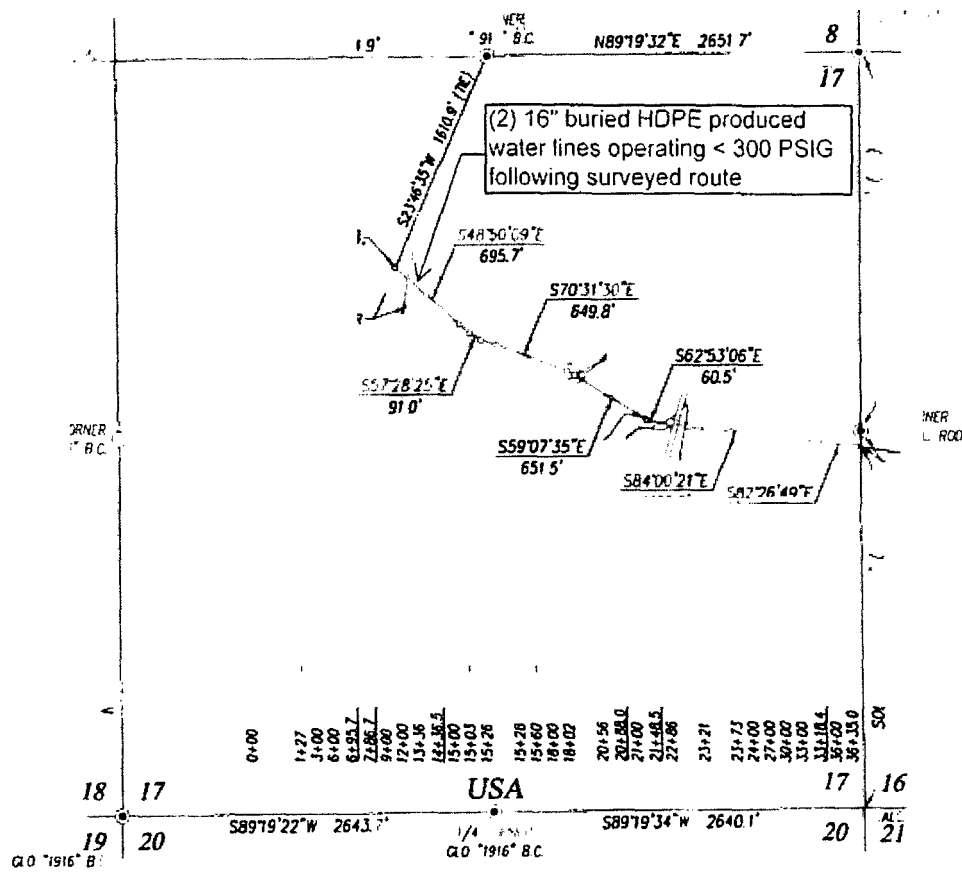 B.C.
N89°19'32"E 2651.7'
8
17
S23°46'35"W 1610.9' (TIE)
(2) 16" buried HDPE produced
water lines operating < 300 PSIG
following surveyed route
S48°50'09"E
695.7'
S70°31'30"E
649.8'
S57°28'25"E
91.0'
S62°53'06"E
60.5'
S59°07'35"E
651.5'
S84°00'21"E
S82°26'49"E
B.C.
0+00
1+27
3+00
6+00
6+95.7
7+86.7
9+00
12+00
13+36
14+36.5
15+00
15+03
15+26
15+28
15+60
18+00
18+02
20+56
20+88.0
21+00
21+48.5
22+86
23+21
23+73
24+00
27+00
30+00
33+00
33+18.4
36+00
36+35.0
18 17
USA
17 16
S89°19'22"W 2643.7'
S89°19'34"W 2640.1'
19 20
1/4
20 21
GLO "1916" B.C.
GLO "1916" B.